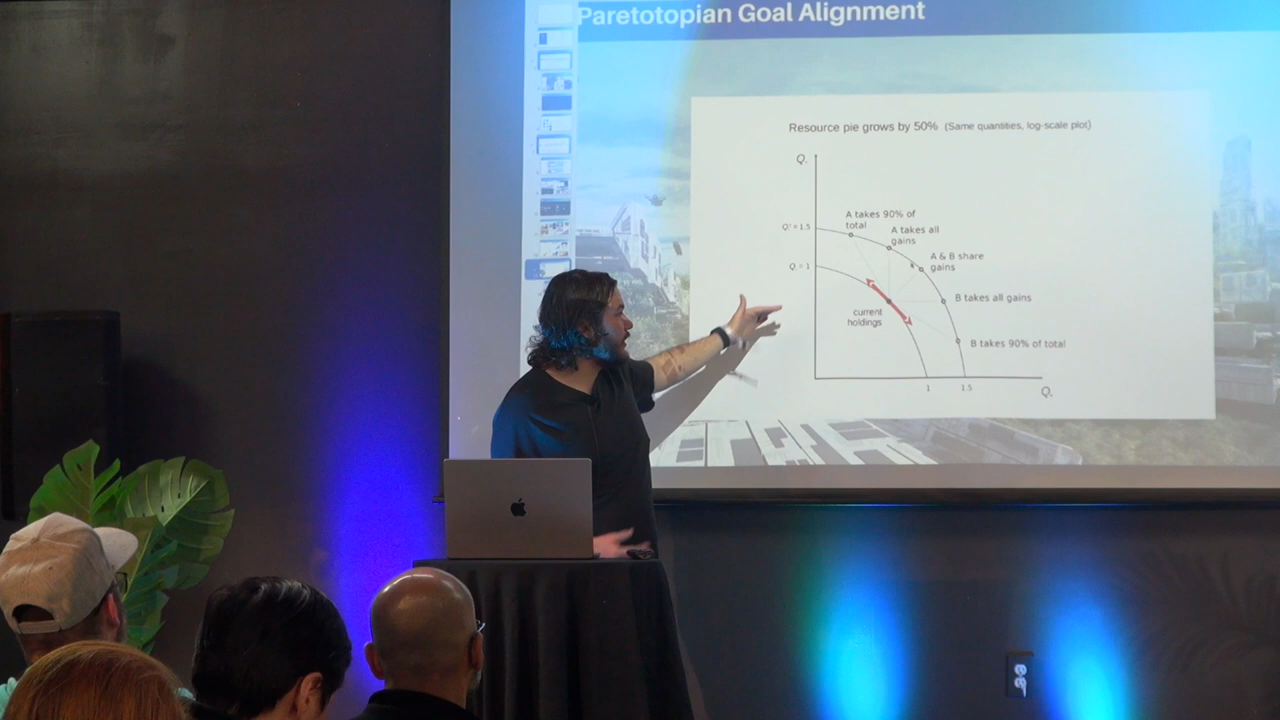 Paretotopian Goal Alignment
Resource pie grows by 50% (Same quantities, log-scale plot)
A takes 90% of
total
A takes all
gains
Q' = 1.5
A & B share
gains
Q. = 1
B takes all gains
current
holdings
B takes 90% of total
1
1.5